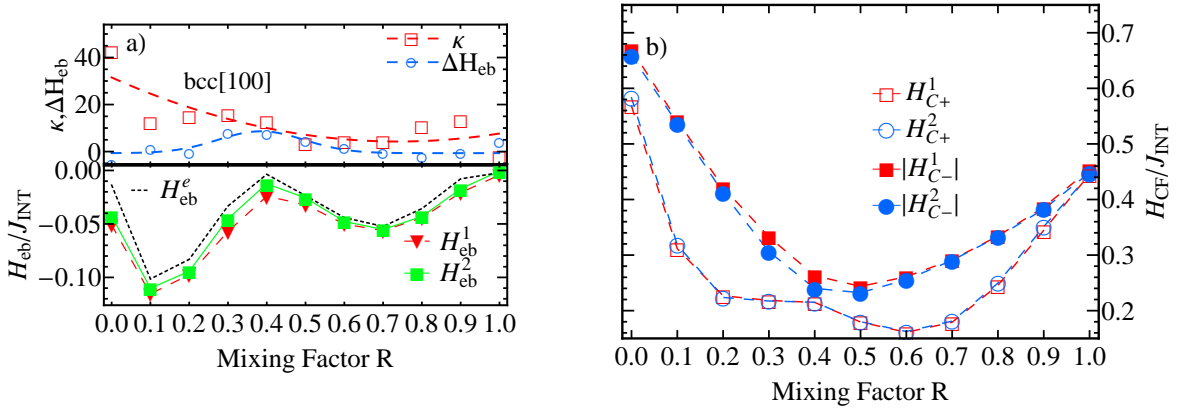 a)
κ
ΔH_eb
bcc[100]
40
20
0
κ,ΔH_eb
0.00
-0.05
-0.10
H_eb/J_INT
H^e_eb
H^1_eb
H^2_eb
0.0 0.1 0.2 0.3 0.4 0.5 0.6 0.7 0.8 0.9 1.0
Mixing Factor R
b)
H^1_C+
H^2_C+
|H^1_C-|
|H^2_C-|
0.7
0.6
0.5
0.4
0.3
0.2
H_CF/J_INT
0.0 0.1 0.2 0.3 0.4 0.5 0.6 0.7 0.8 0.9 1.0
Mixing Factor R